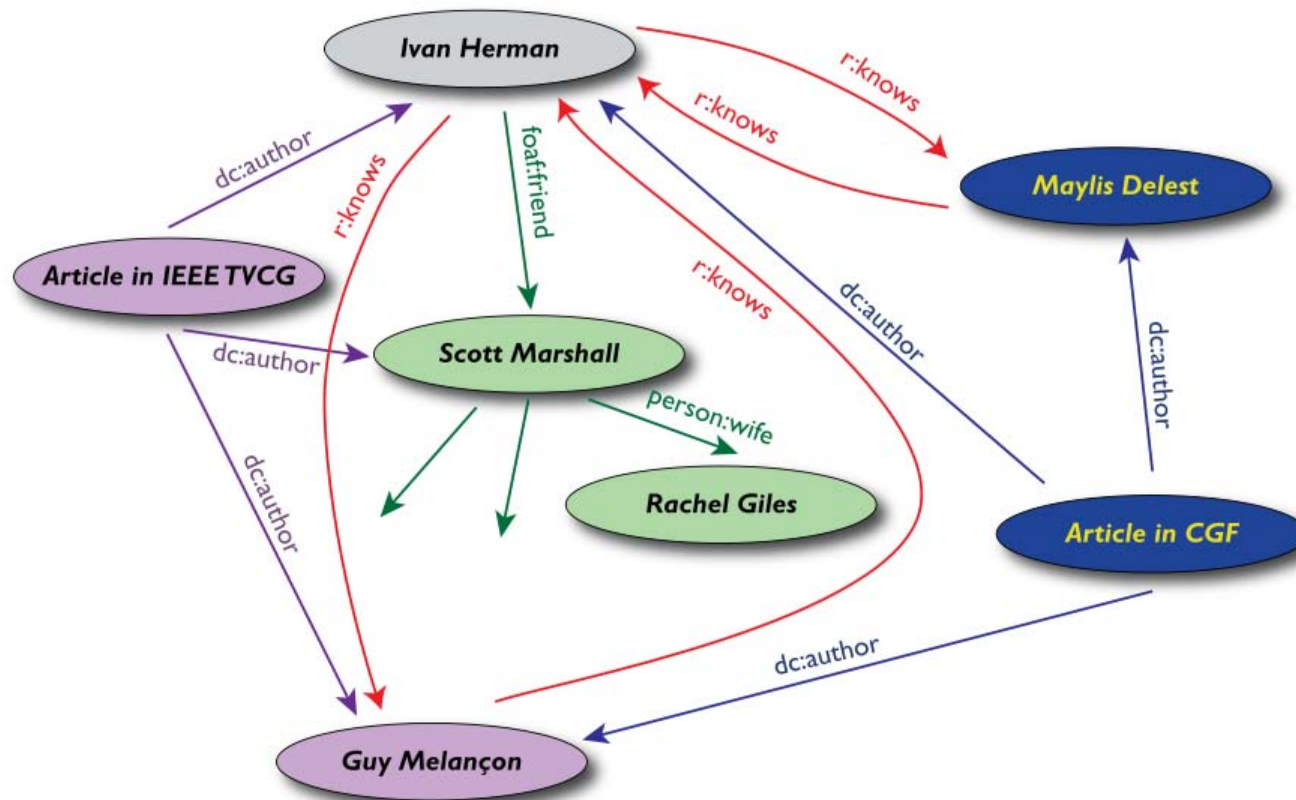 Ivan Herman
r:knows
r:knows
dc:author
foaf:friend
r:knows
Maylis Delest
Article in IEEE TVCG
r:knows
dc:author
Scott Marshall
dc:author
dc:author
person:wife
Rachel Giles
dc:author
Article in CGF
dc:author
Guy Melançon